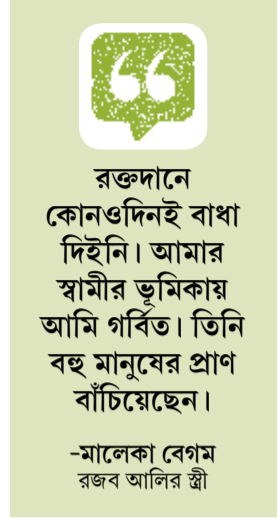 রক্তদানে
কোনওদিনই বাধা
দিইনি। আমার
স্বামীর ভূমিকায়
আমি গর্বিত। তিনি
বহু মানুষের প্রাণ
বাঁচিয়েছেন।
-মালেকা বেগম
রজব আলির স্ত্রী